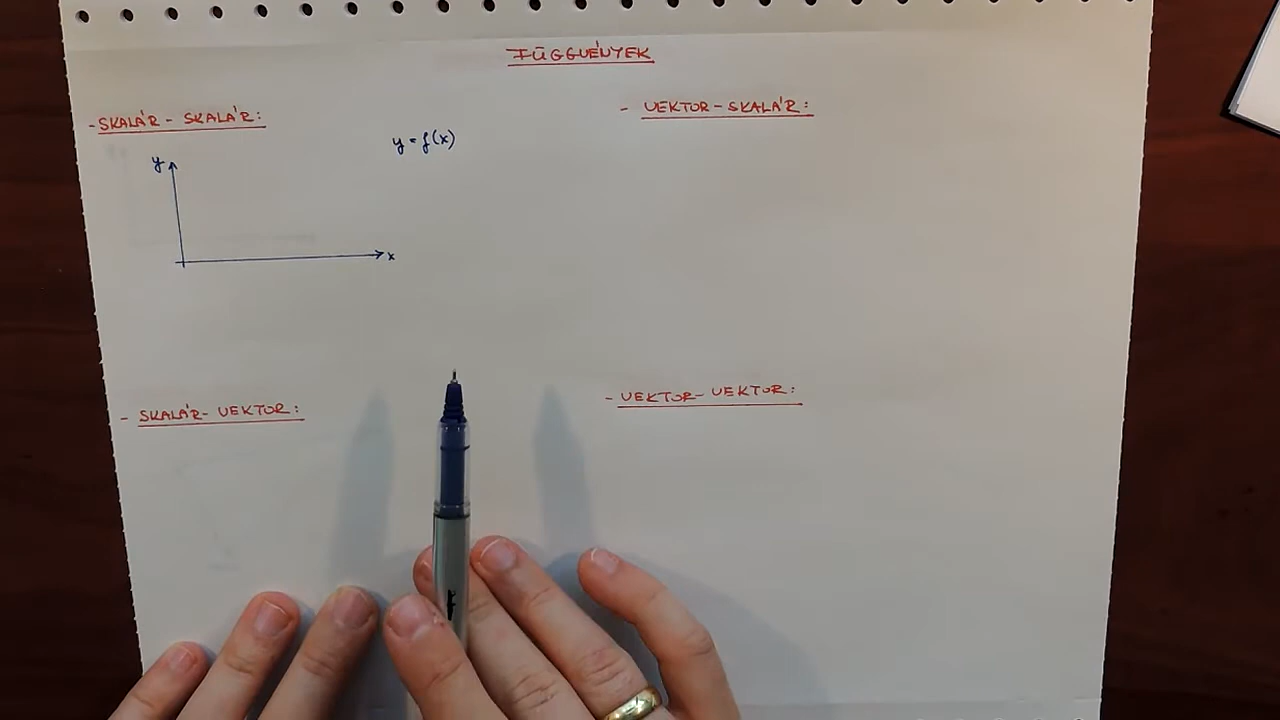 FÜGGVÉNYEK
- SKALÁR - SKALÁR:
y = f(x)
y
x
- VEKTOR - SKALÁR:
- SKALÁR - VEKTOR:
- VEKTOR - VEKTOR: